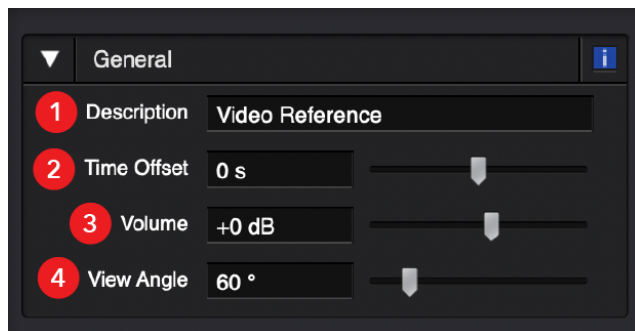 General i
1 Description Video Reference
2 Time Offset 0 s
3 Volume +0 dB
4 View Angle 60 °